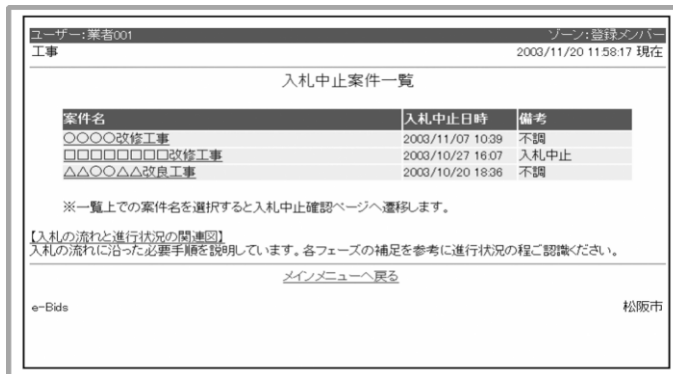 ユーザー:業者001 ゾーン:登録メンバー
工事 2003/11/20 11:58:17 現在
入札中止案件一覧
案件名 入札中止日時 備考
○○○○改修工事 2003/11/07 10:39 不調
□□□□□□□□改修工事 2003/10/27 16:07 入札中止
△△○○△△改良工事 2003/10/20 18:36 不調
※一覧上での案件名を選択すると入札中止確認ページへ遷移します。
【入札の流れと進行状況の関連図】
入札の流れに沿った必要手順を説明しています。各フェーズの補足を参考に進行状況の程ご認識ください。
メインメニューへ戻る
e-Bids 松阪市